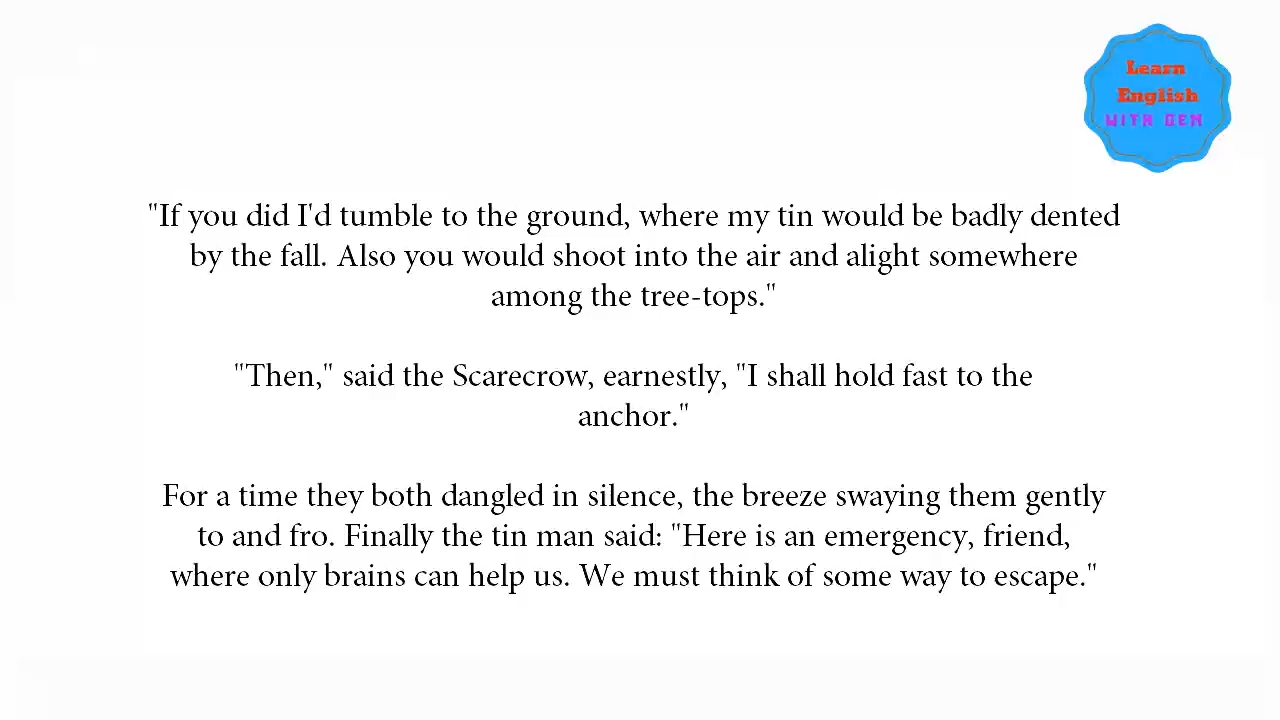 Learn
English
WITH GEM
"If you did I'd tumble to the ground, where my tin would be badly dented
by the fall. Also you would shoot into the air and alight somewhere
among the tree-tops."
"Then," said the Scarecrow, earnestly, "I shall hold fast to the
anchor."
For a time they both dangled in silence, the breeze swaying them gently
to and fro. Finally the tin man said: "Here is an emergency, friend,
where only brains can help us. We must think of some way to escape."